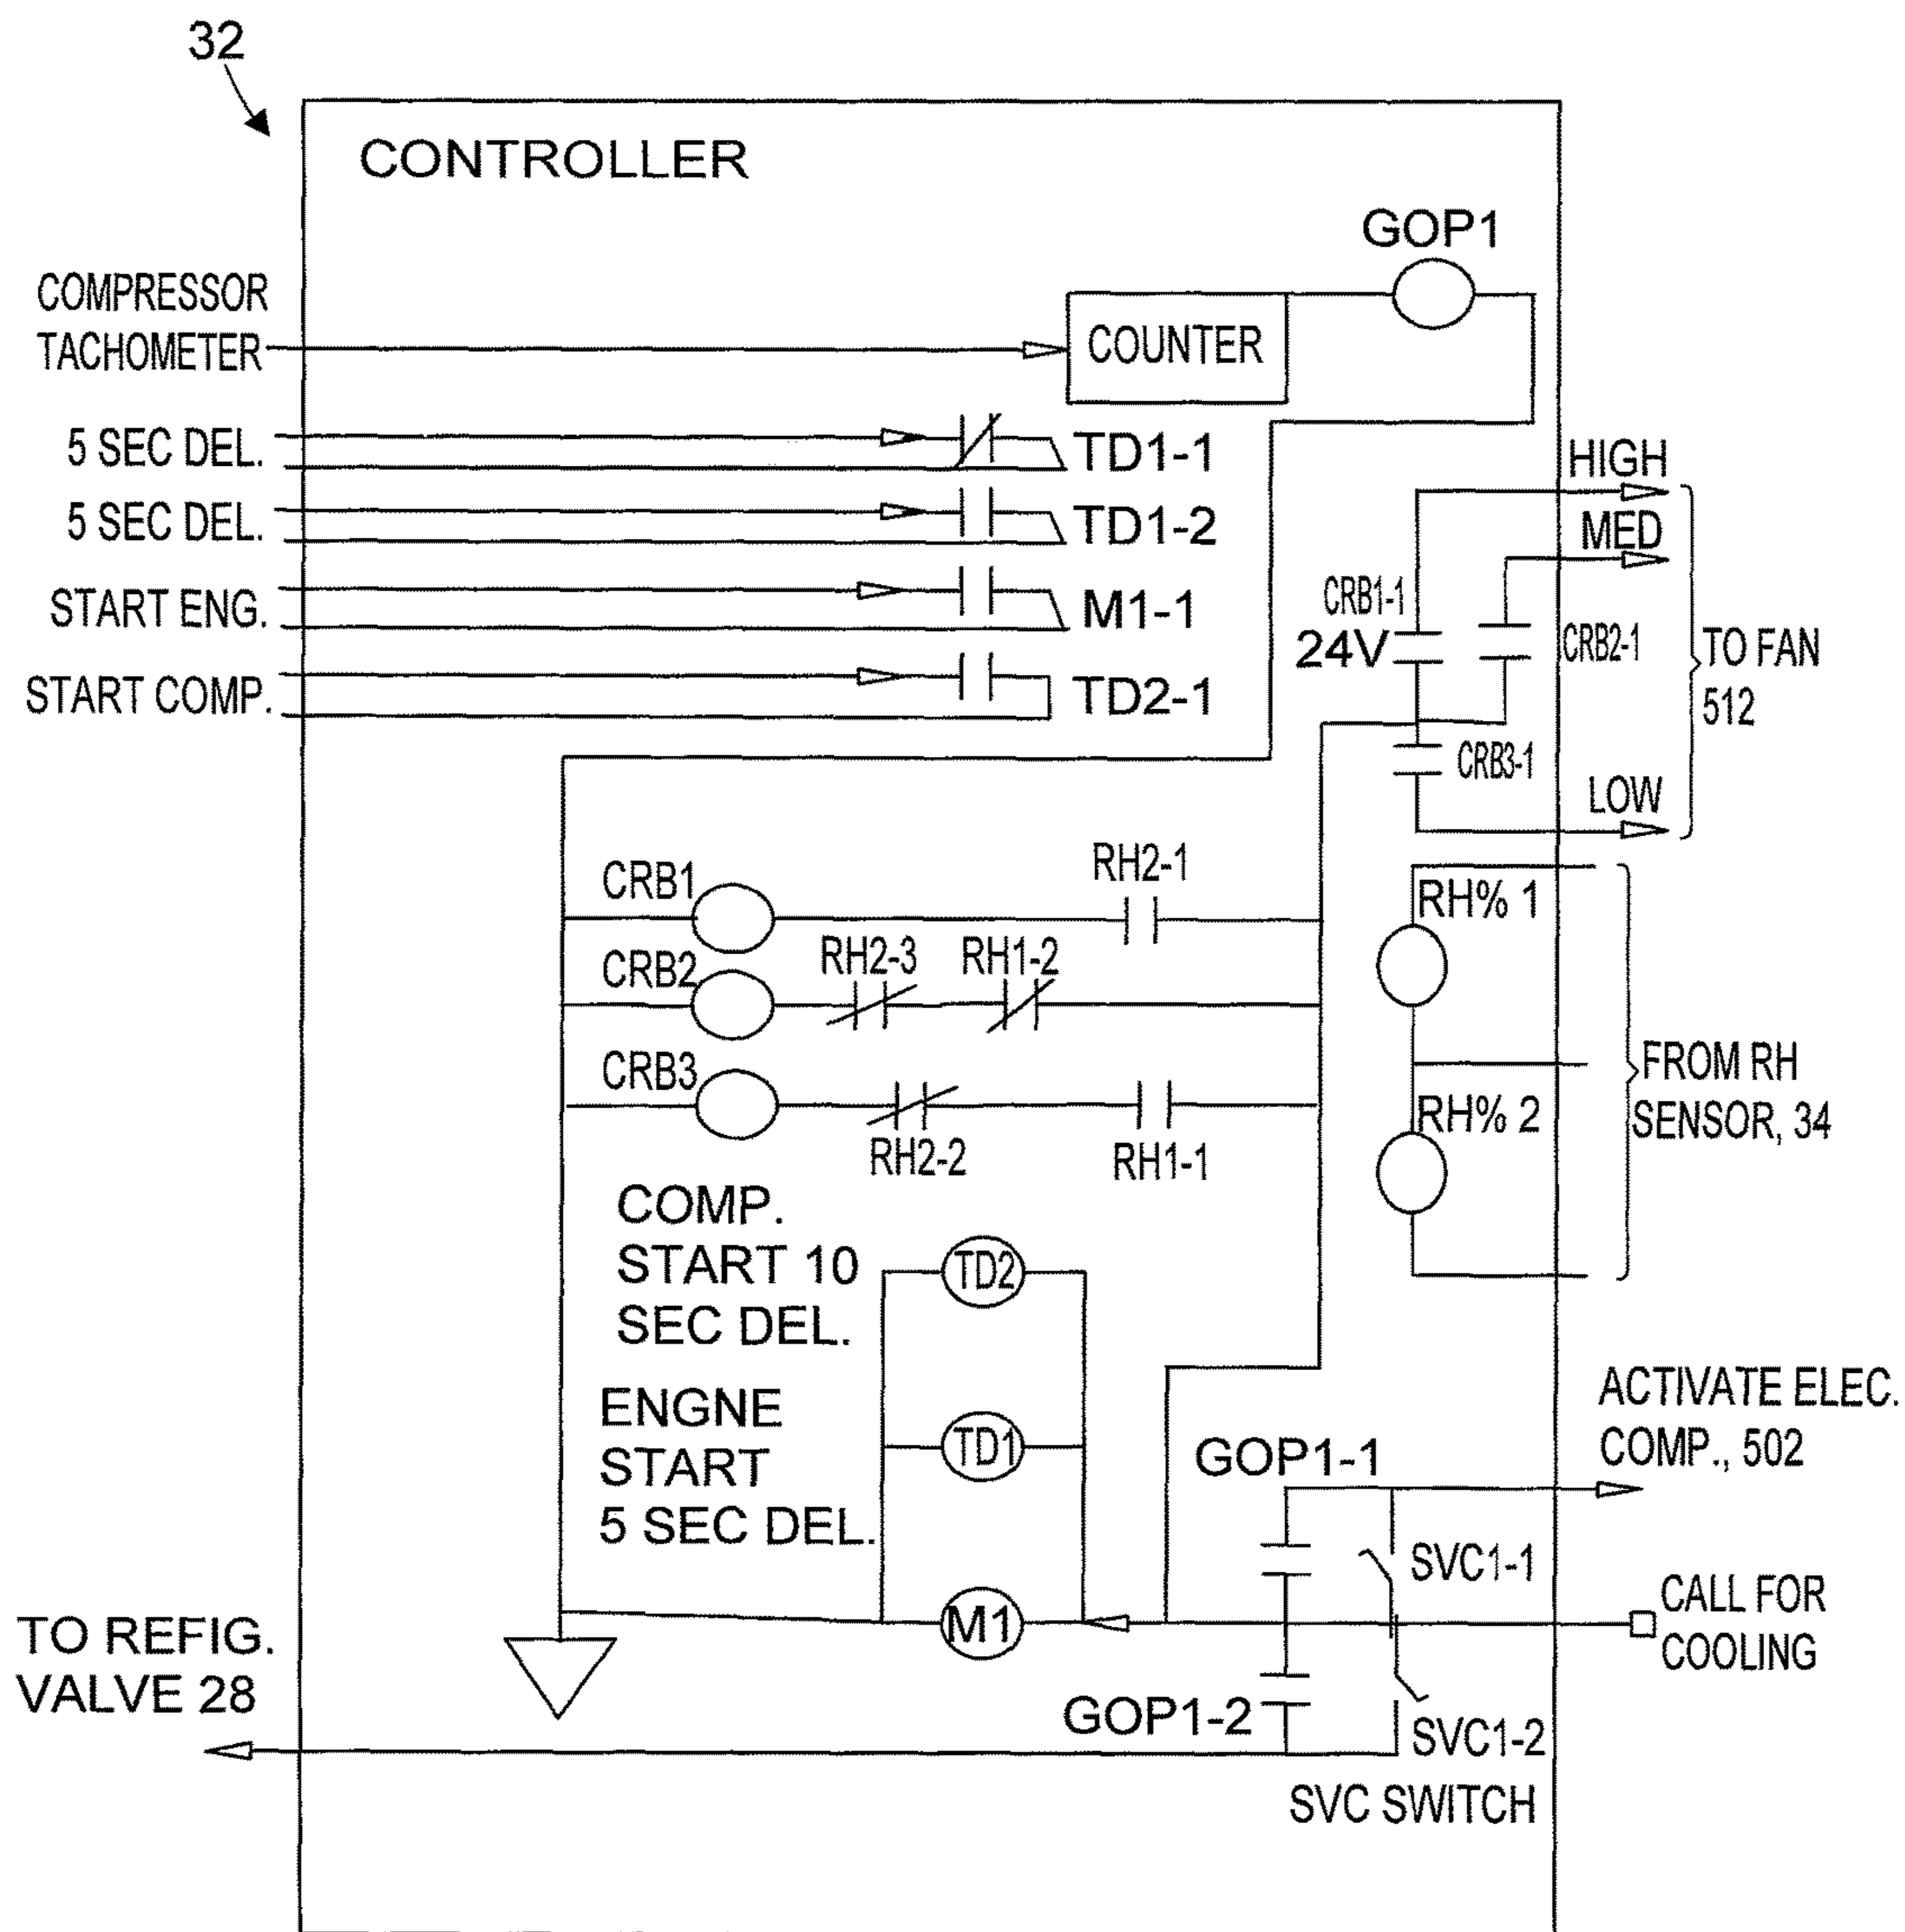 32
CONTROLLER
GOP1
COMPRESSOR
TACHOMETER
COUNTER
5 SEC DEL.
TD1-1
HIGH
5 SEC DEL.
TD1-2
MED
START ENG.
M1-1
CRB1-1
24V
CRB2-1
TO FAN
512
START COMP.
TD2-1
CRB3-1
LOW
CRB1
RH2-1
RH% 1
CRB2
RH2-3
RH1-2
CRB3
RH2-2
RH1-1
RH% 2
FROM RH
SENSOR, 34
COMP.
START 10
SEC DEL.
TD2
ENGNE
START
5 SEC DEL.
TD1
GOP1-1
ACTIVATE ELEC.
COMP., 502
SVC1-1
M1
CALL FOR
COOLING
TO REFIG.
VALVE 28
GOP1-2
SVC1-2
SVC SWITCH